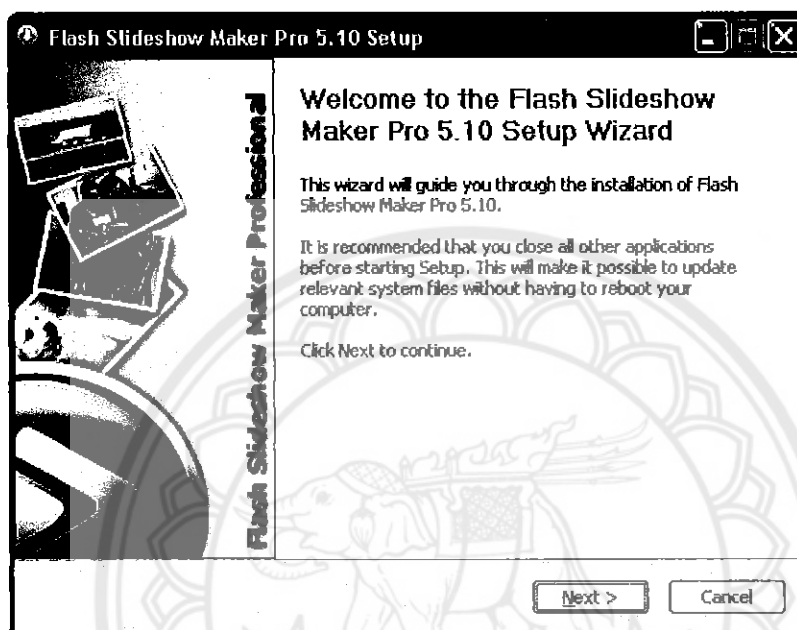 Flash Slideshow Maker Pro 5.10 Setup
Flash Slideshow Maker Professional
Welcome to the Flash Slideshow
Maker Pro 5.10 Setup Wizard
This wizard will guide you through the installation of Flash
Slideshow Maker Pro 5.10.
It is recommended that you close all other applications
before starting Setup. This will make it possible to update
relevant system files without having to reboot your
computer.
Click Next to continue.
Next >
Cancel